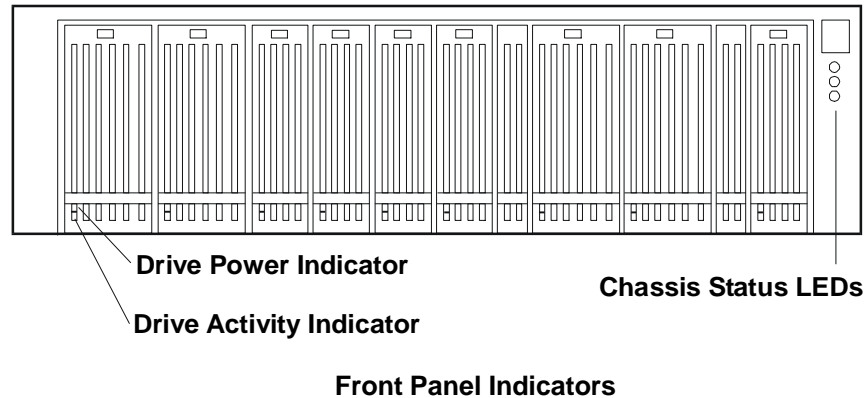 Drive Power Indicator
Chassis Status LEDs
Drive Activity Indicator
Front Panel Indicators